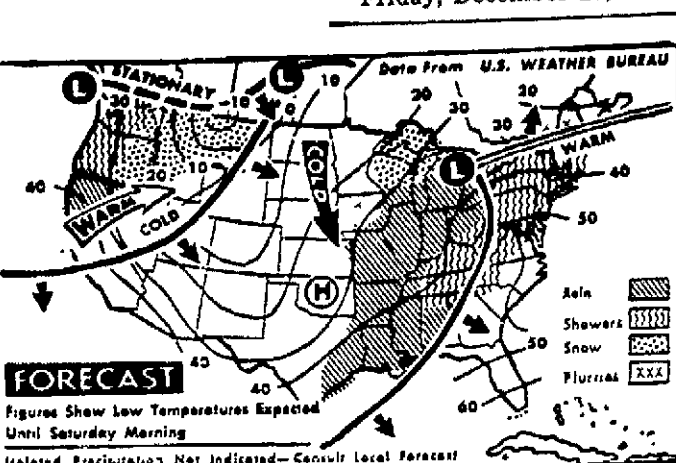 Friday, December
Data From U.S. WEATHER BUREAU
L STATIONARY L
30 10 0 10
20 30 20 30
WARM
COLD
L
20 10
40
WARM COLD
40
50
H
Rain
Showers
Snow
Flurries XXX
50
60
40 40
FORECAST
Figures Show Low Temperatures Expected
Until Saturday Morning
Isolated Precipitation Not Indicated—Consult Local Forecast